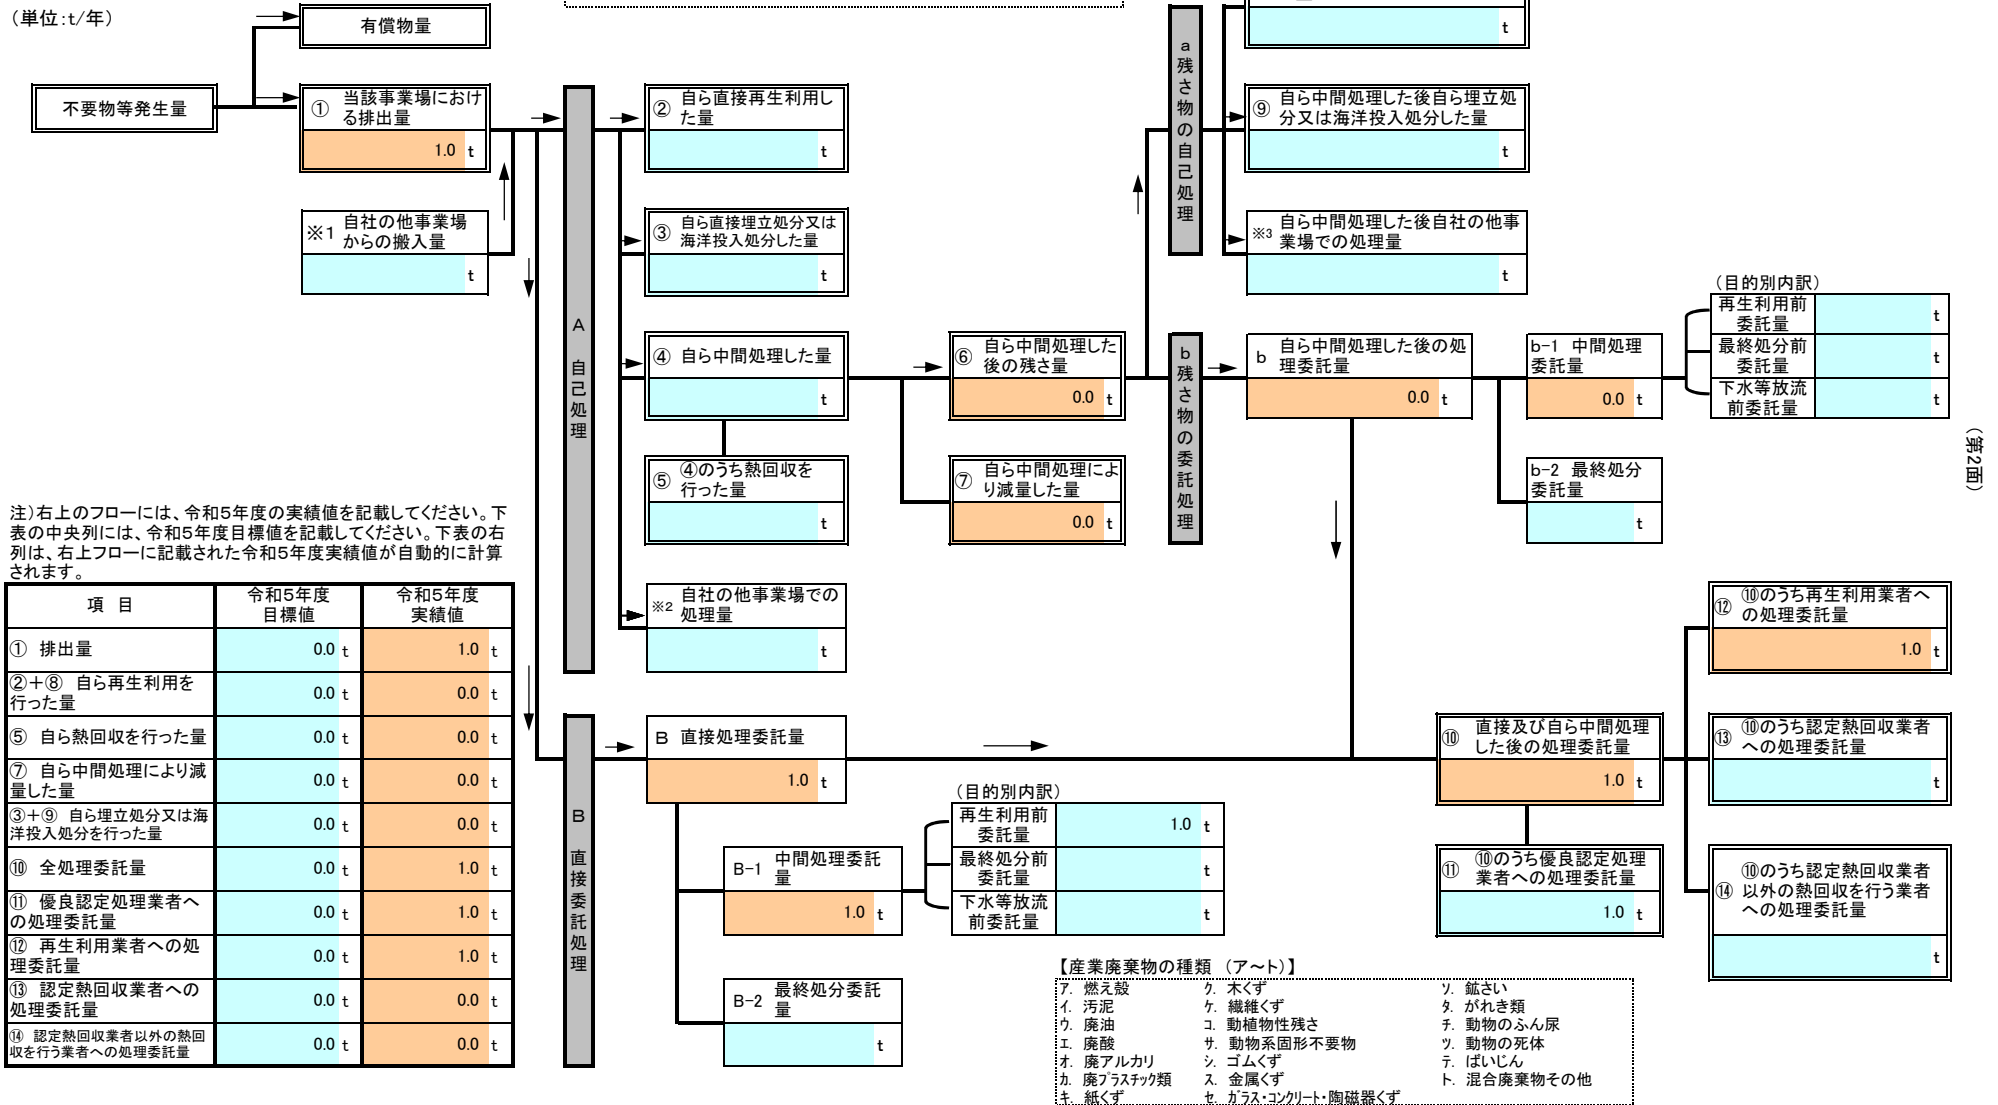 （単位：t/年）
有償物量
不要物等発生量
① 当該事業場におけ
る排出量
1.0 t
※1 自社の他事業場
からの搬入量
t
A 自己処理
② 自ら直接再生利用し
た量
t
③ 自ら直接埋立処分又は
海洋投入処分した量
t
④ 自ら中間処理した量
t
⑤ ④のうち熱回収を
行った量
t
※2 自社の他事業場での
処理量
t
⑥ 自ら中間処理した
後の残さ量
0.0 t
⑦ 自ら中間処理によ
り減量した量
0.0 t
a 残さ物の自己処理
t
⑨ 自ら中間処理した後自ら埋立処
分又は海洋投入処分した量
t
※3 自ら中間処理した後自社の他事
業場での処理量
t
b 残さ物の委託処理
b 自ら中間処理した後の処
理委託量
0.0 t
b-1 中間処理
委託量
0.0 t
b-2 最終処分
委託量
t
（目的別内訳）
再生利用前
委託量
t
最終処分前
委託量
t
下水等放流
前委託量
t
（第2面）
注）右上のフローには、令和5年度の実績値を記載してください。下
表の中央列には、令和5年度目標値を記載してください。下表の右
列は、右上フローに記載された令和5年度実績値が自動的に計算
されます。
項 目 令和5年度 令和5年度
目標値 実績値
① 排出量 0.0 t 1.0 t
②＋⑧ 自ら再生利用を
行った量 0.0 t 0.0 t
⑤ 自ら熱回収を行った量 0.0 t 0.0 t
⑦ 自ら中間処理により減
量した量 0.0 t 0.0 t
③＋⑨ 自ら埋立処分又は海
洋投入処分を行った量 0.0 t 0.0 t
⑩ 全処理委託量 0.0 t 1.0 t
⑪ 優良認定処理業者へ
の処理委託量 0.0 t 1.0 t
⑫ 再生利用業者への処
理委託量 0.0 t 1.0 t
⑬ 認定熱回収業者への
処理委託量 0.0 t 0.0 t
⑭ 認定熱回収業者以外の熱回
収を行う業者への処理委託量 0.0 t 0.0 t
B 直接委託処理
B 直接処理委託量
1.0 t
B-1 中間処理委託
量
1.0 t
B-2 最終処分委託
量
t
（目的別内訳）
再生利用前
委託量
1.0 t
最終処分前
委託量
t
下水等放流
前委託量
t
⑩ 直接及び自ら中間処理
した後の処理委託量
1.0 t
⑪ ⑩のうち優良認定処理
業者への処理委託量
1.0 t
⑫ ⑩のうち再生利用業者へ
の処理委託量
1.0 t
⑬ ⑩のうち認定熱回収業者
への処理委託量
t
⑭ ⑩のうち認定熱回収業者
以外の熱回収を行う業者
への処理委託量
t
【産業廃棄物の種類 （ア～ト）】
ア. 燃え殻 ク. 木くず ソ. 鉱さい
イ. 汚泥 ケ. 繊維くず タ. がれき類
ウ. 廃油 コ. 動植物性残さ チ. 動物のふん尿
エ. 廃酸 サ. 動物系固形不要物 ツ. 動物の死体
オ. 廃アルカリ シ. ゴムくず テ. ばいじん
カ. 廃プラスチック類 ス. 金属くず ト. 混合廃棄物その他
キ. 紙くず セ. ガラス・コンクリート・陶磁器くず